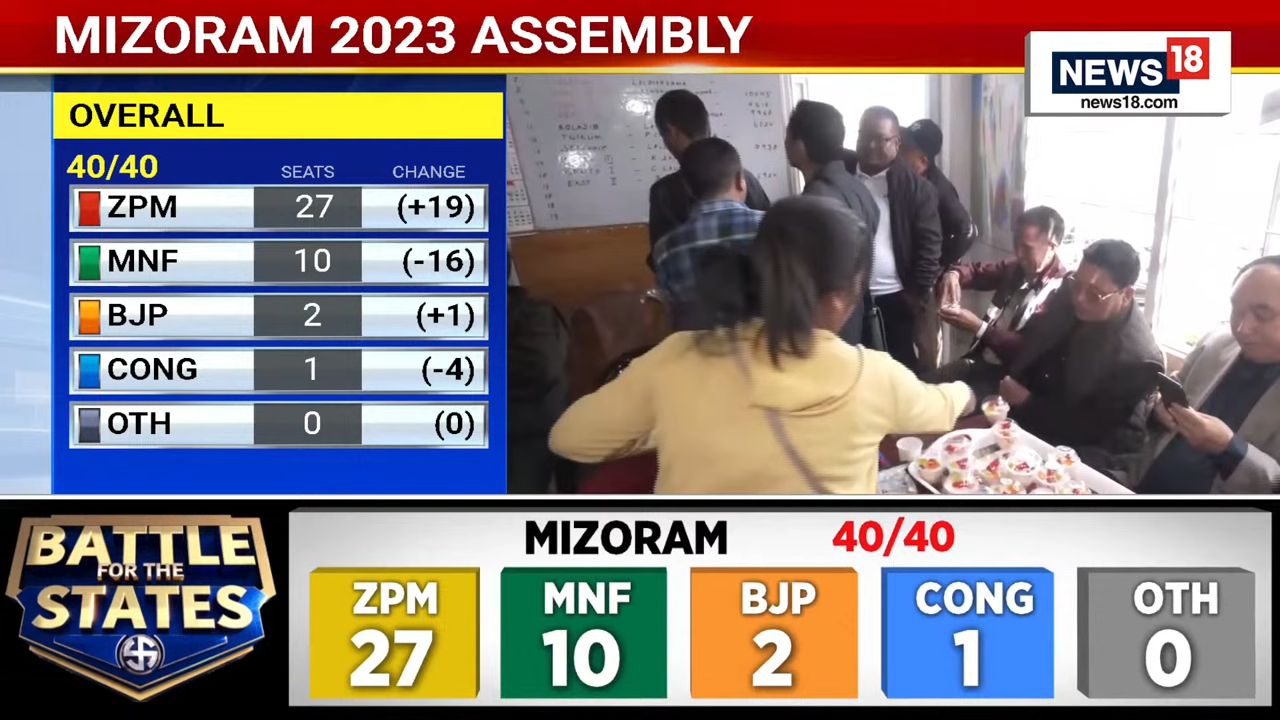 MIZORAM 2023 ASSEMBLY
NEWS 18
news18.com
OVERALL
40/40 SEATS CHANGE
ZPM 27 (+19)
MNF 10 (-16)
BJP 2 (+1)
CONG 1 (-4)
OTH 0 (0)
BATTLE
FOR THE
STATES
MIZORAM 40/40
ZPM MNF BJP CONG OTH
27 10 2 1 0